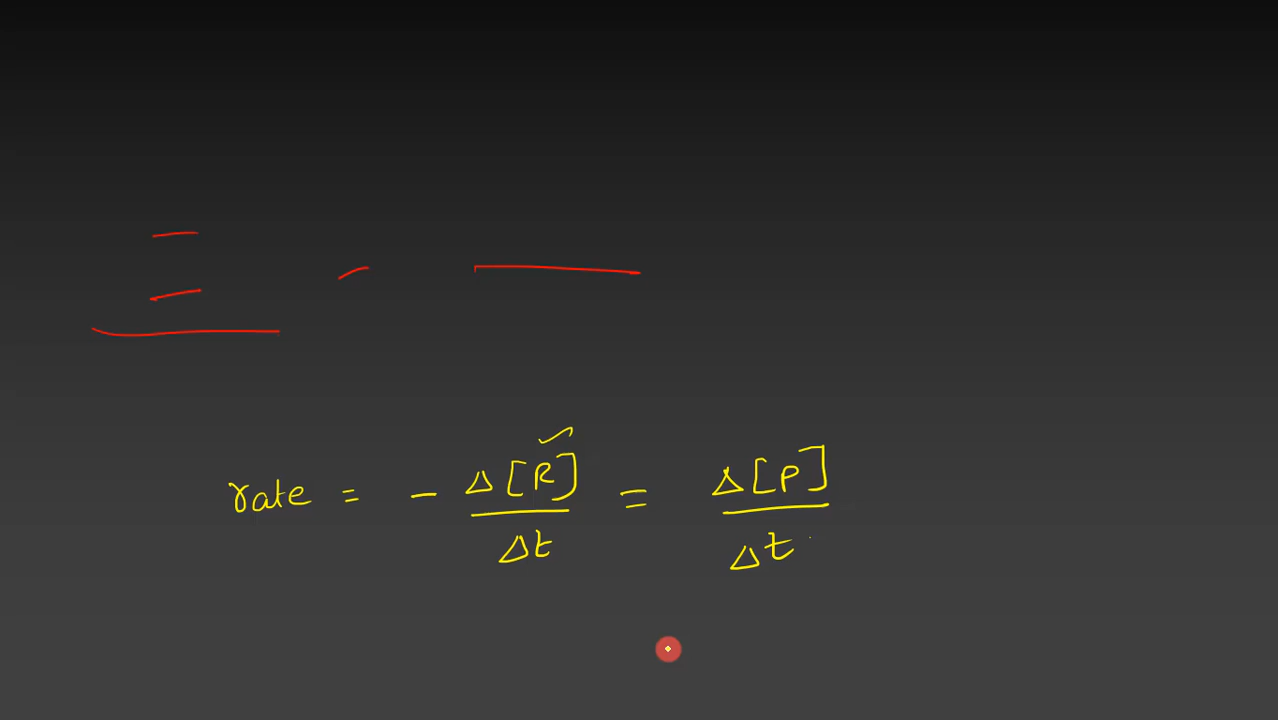 rate = - Δ[R]/Δt = Δ[P]/Δt